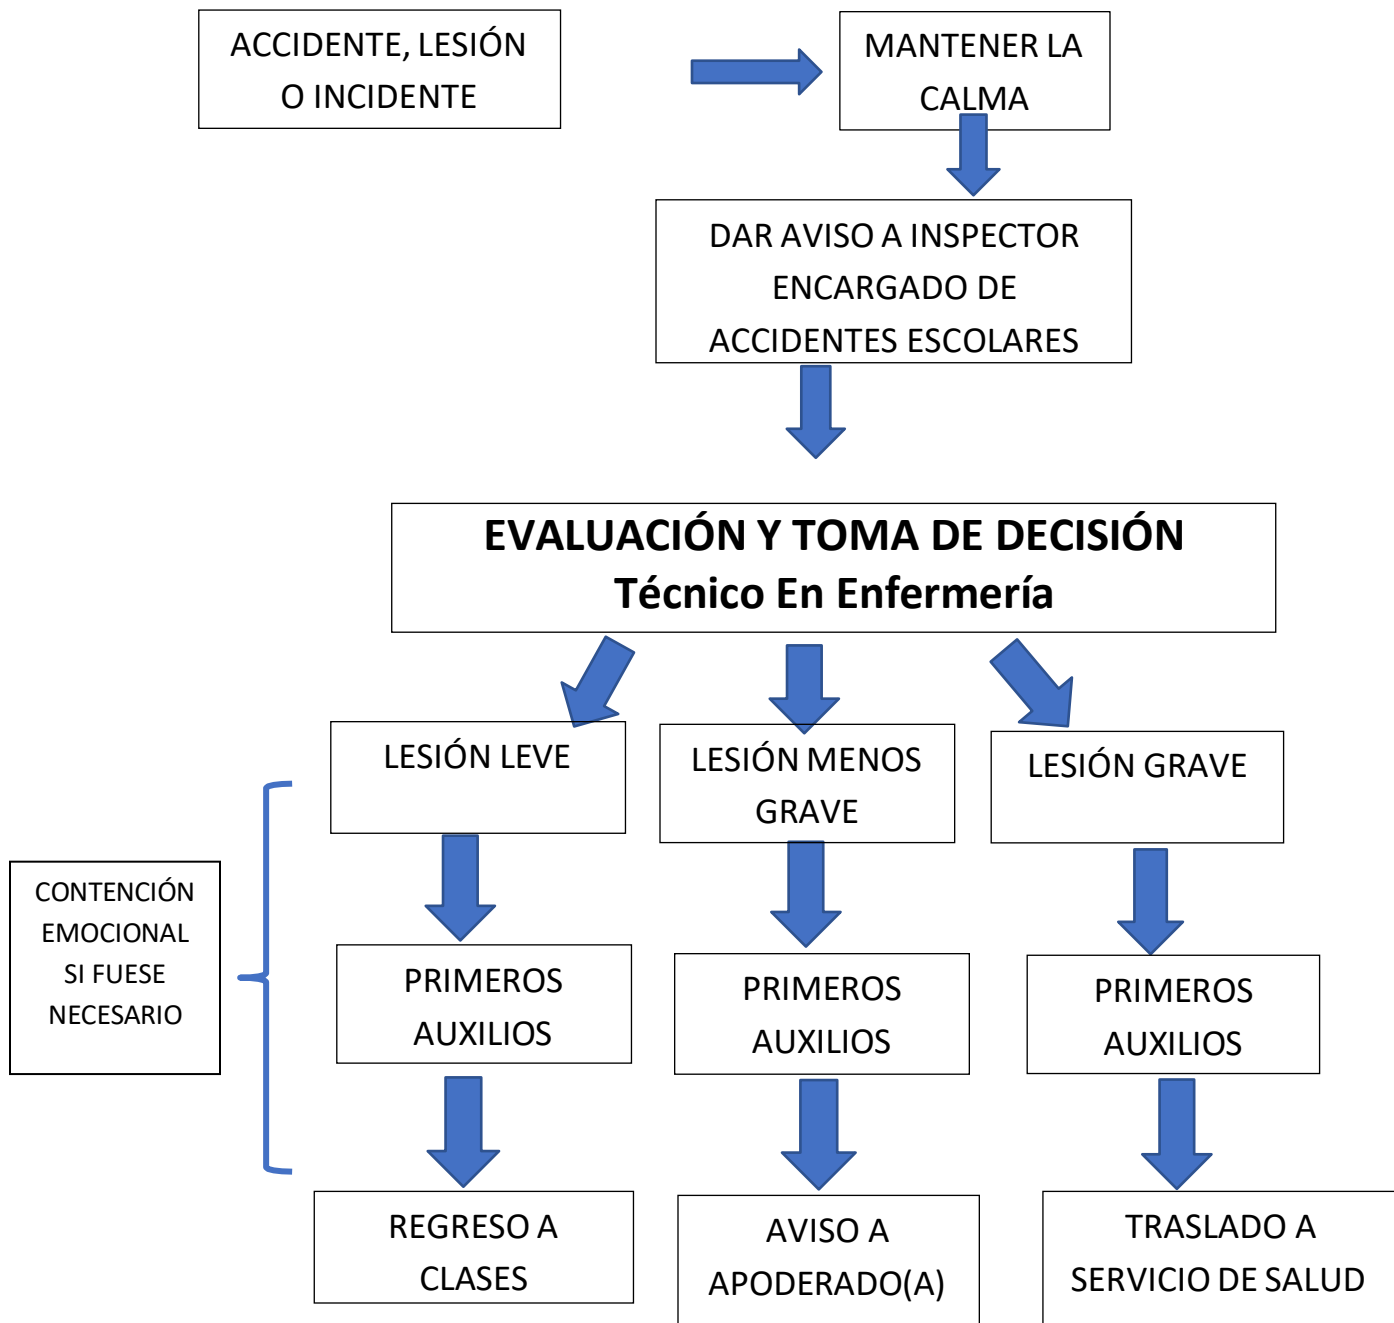 ACCIDENTE, LESIÓN
O INCIDENTE
MANTENER LA
CALMA
DAR AVISO A INSPECTOR
ENCARGADO DE
ACCIDENTES ESCOLARES
EVALUACIÓN Y TOMA DE DECISIÓN
Técnico En Enfermería
LESIÓN LEVE
LESIÓN MENOS
GRAVE
LESIÓN GRAVE
CONTENCIÓN
EMOCIONAL
SI FUESE
NECESARIO
PRIMEROS
AUXILIOS
PRIMEROS
AUXILIOS
PRIMEROS
AUXILIOS
REGRESO A
CLASES
AVISO A
APODERADO(A)
TRASLADO A
SERVICIO DE SALUD